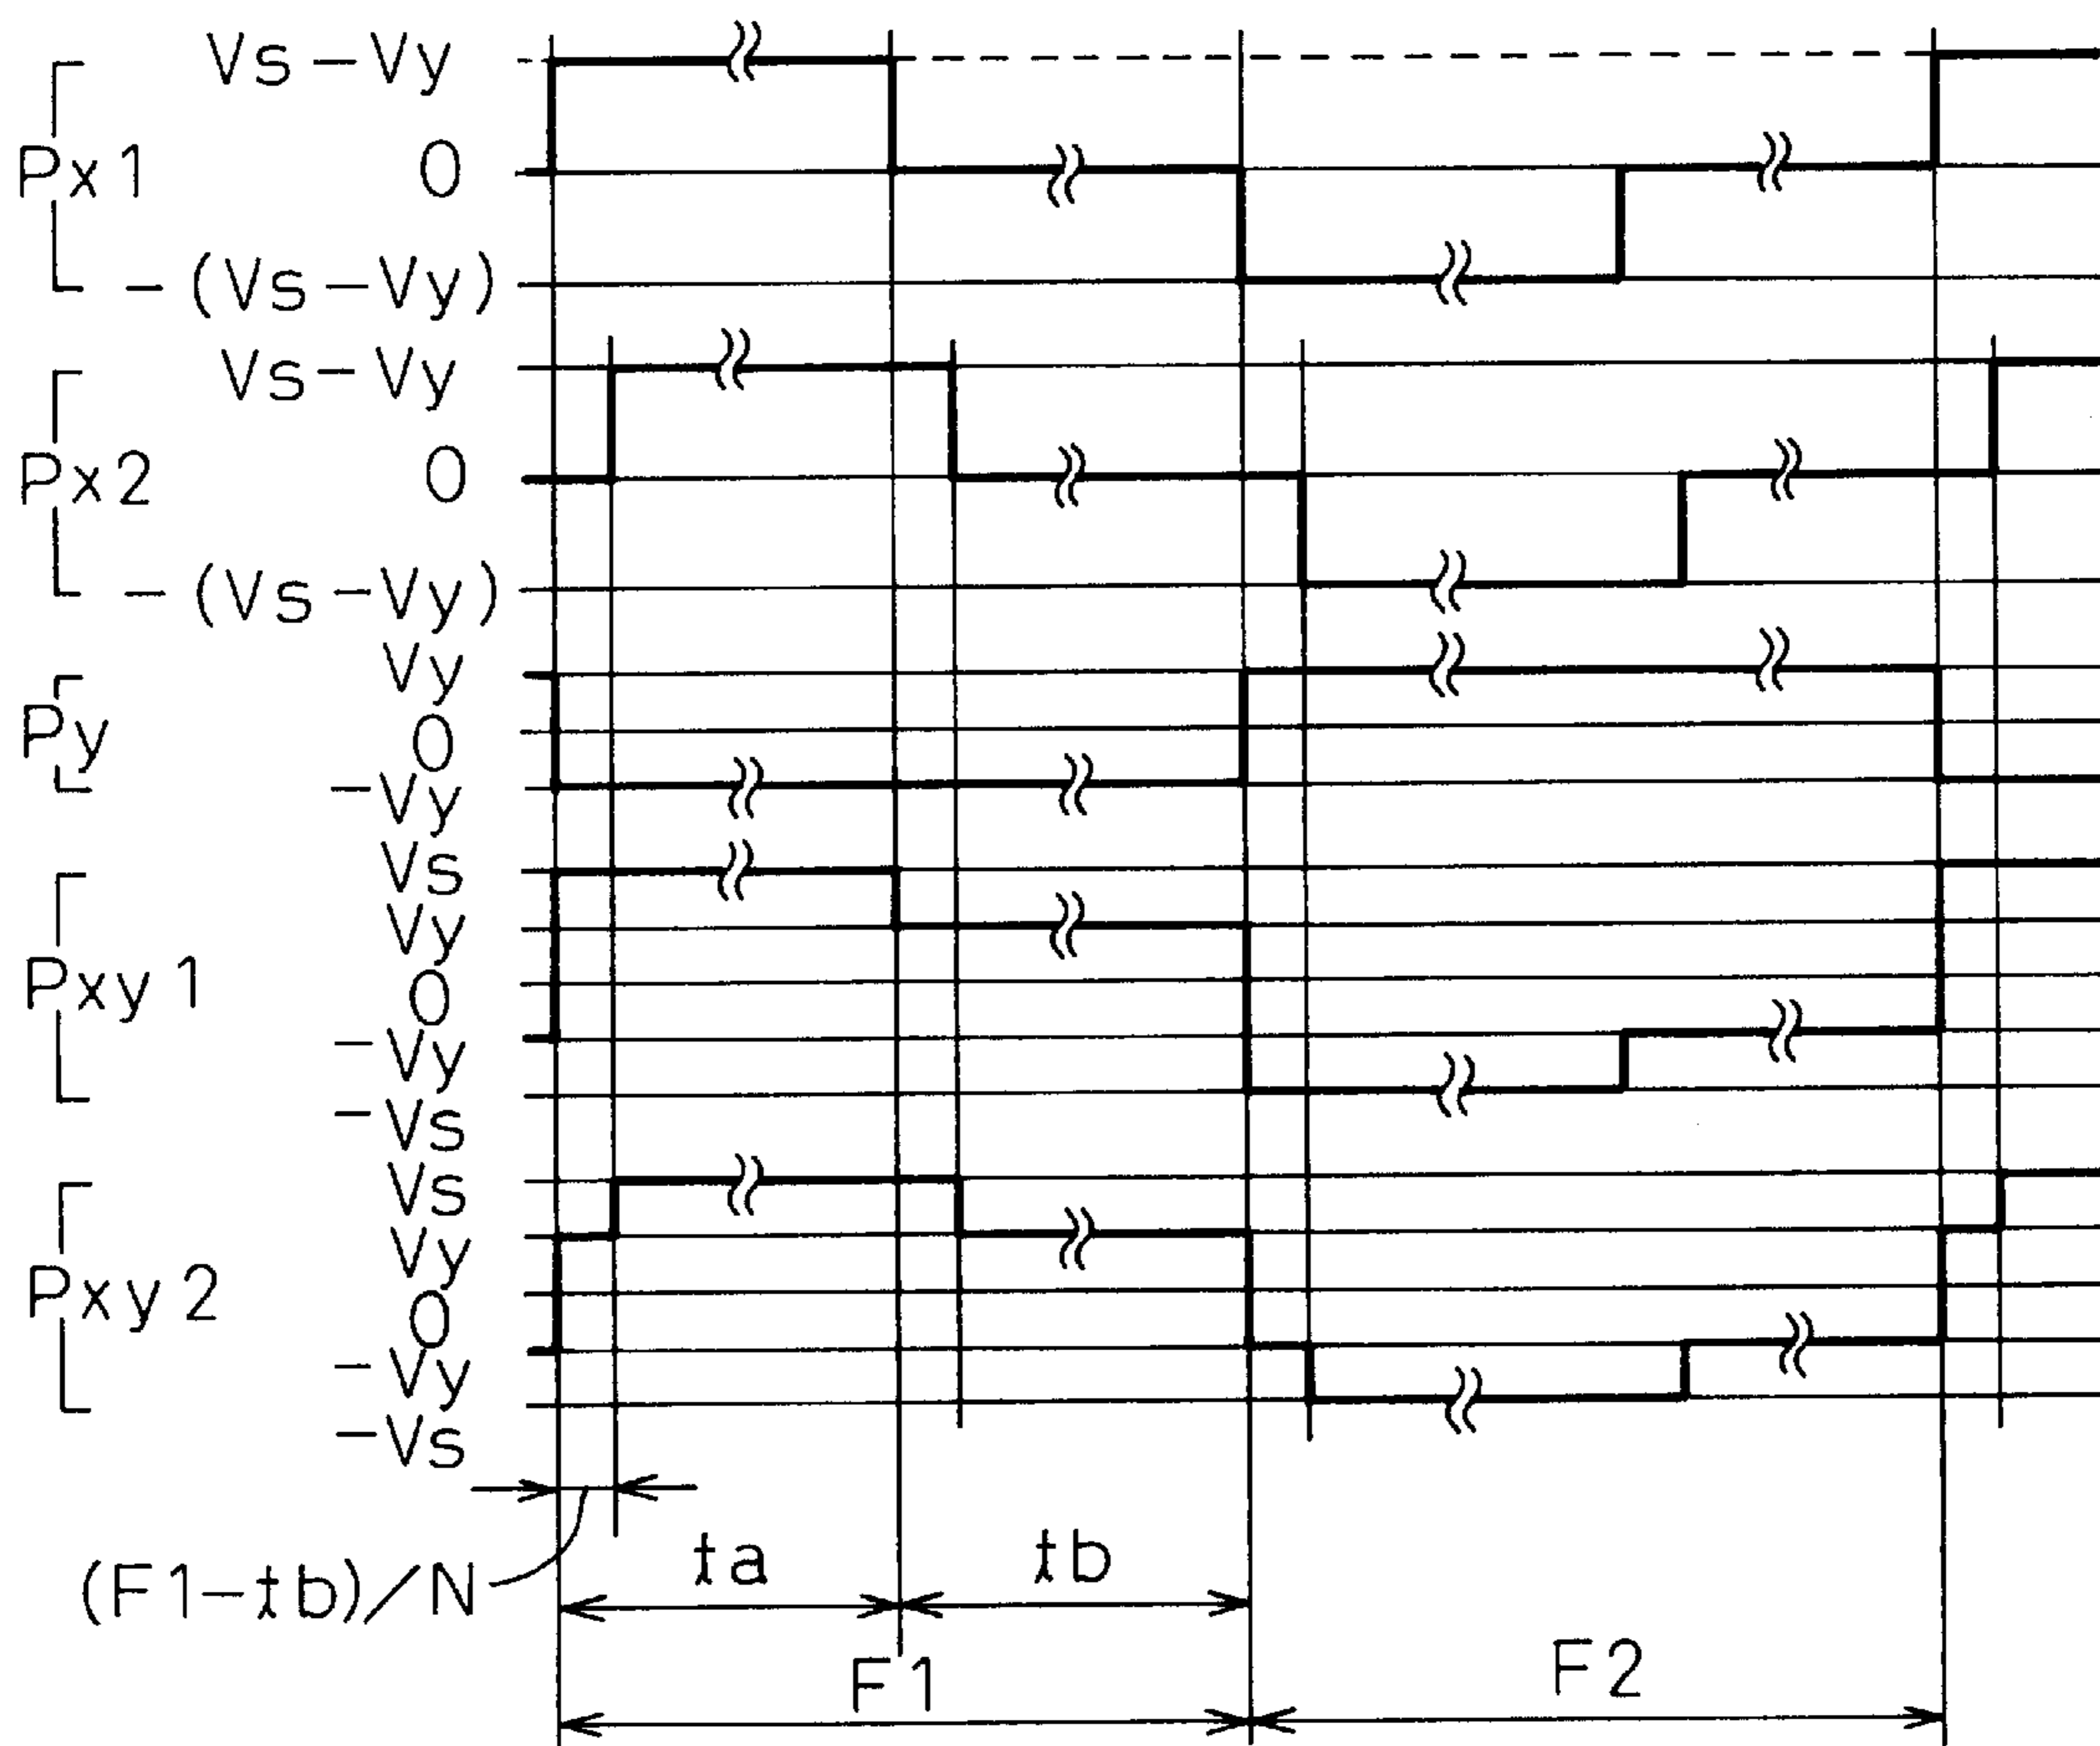 Vs-Vy
Px1
0
-(Vs-Vy)
Vs-Vy
Px2
0
-(Vs-Vy)
Vy
Py
0
-Vy
Vs
Vy
Pxy1
0
-Vy
-Vs
Vs
Vy
Pxy2
0
-Vy
-Vs
(F1-tb)/N
ta
tb
F1
F2